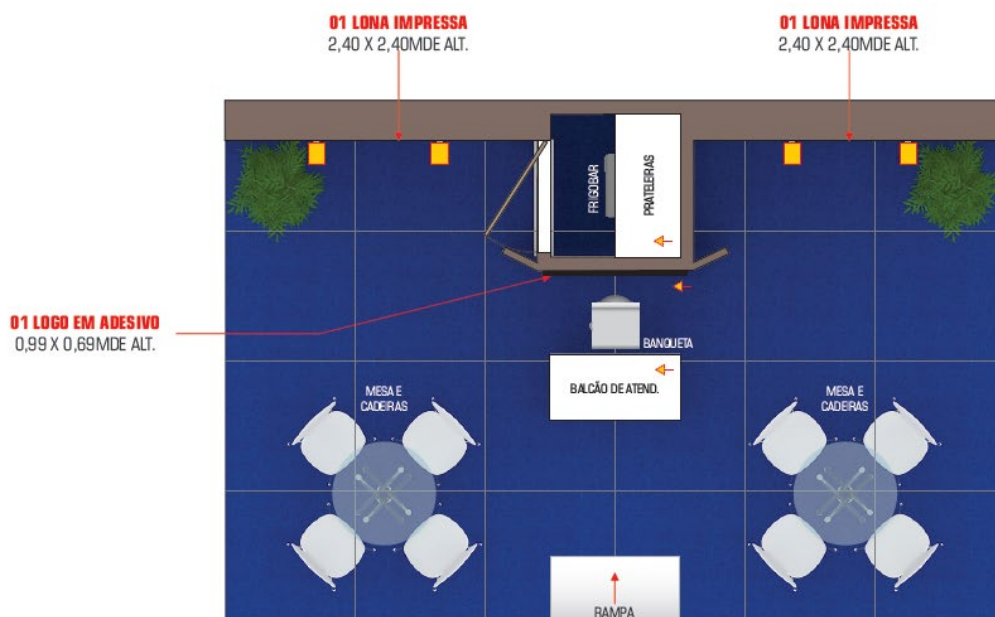 01 LONA IMPRESSA
2,40 X 2,40MDE ALT.
01 LONA IMPRESSA
2,40 X 2,40MDE ALT.
FRIGOBAR
PRATELEIRAS
01 LOGO EM ADESIVO
0,99 X 0,69MDE ALT.
BANQUETA
BALCÃO DE ATEND.
MESA E
CADEIRAS
MESA E
CADEIRAS
RAMPA